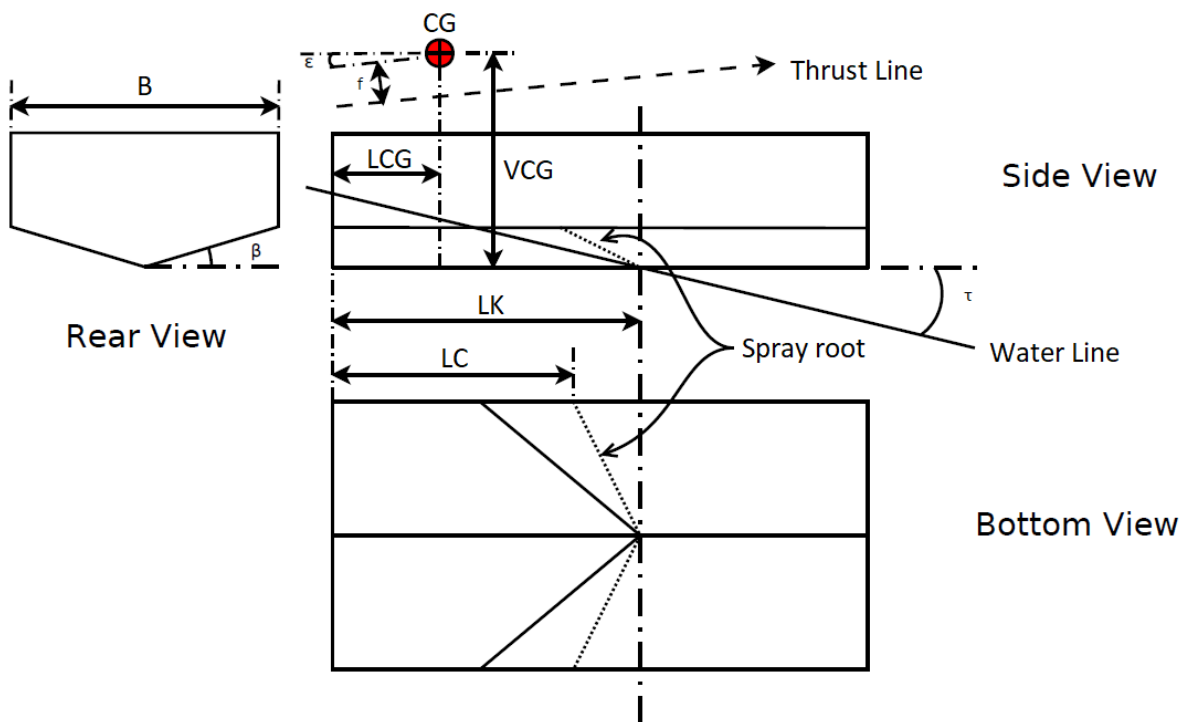 CG
ε
f
Thrust Line
B
LCG
VCG
Side View
β
τ
LK
Rear View
Spray root
Water Line
LC
Bottom View